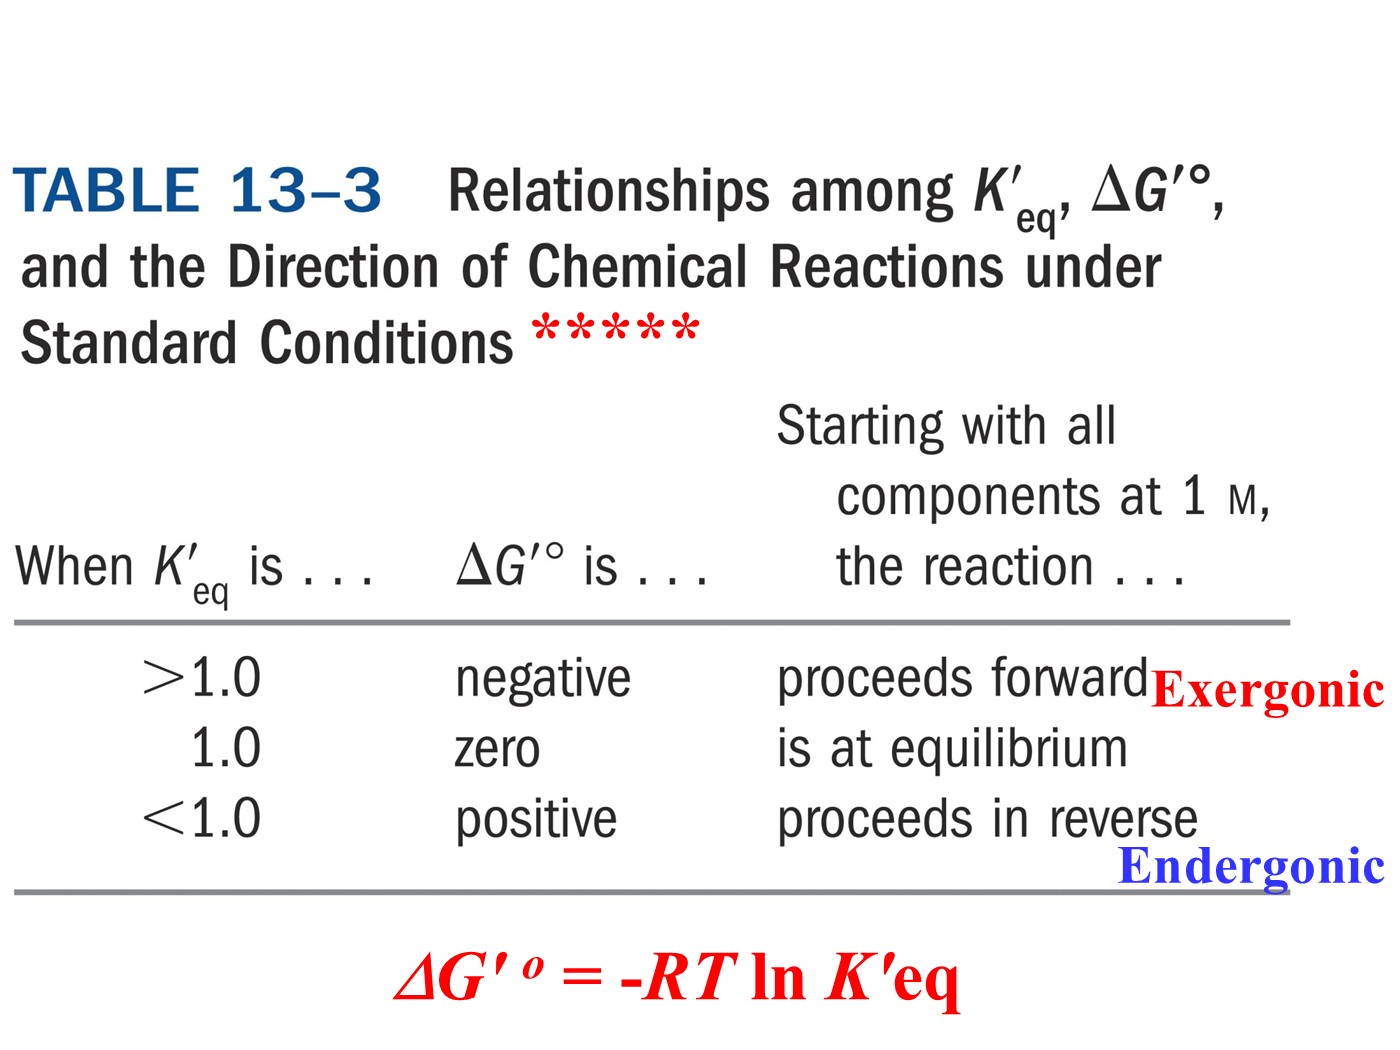 TABLE 13–3 Relationships among K′eq, ΔG′°,
and the Direction of Chemical Reactions under
Standard Conditions *****
Starting with all
components at 1 M,
When K′eq is . . . ΔG′° is . . . the reaction . . .
>1.0 negative proceeds forward Exergonic
1.0 zero is at equilibrium
<1.0 positive proceeds in reverse
Endergonic
ΔG' o = -RT ln K'eq